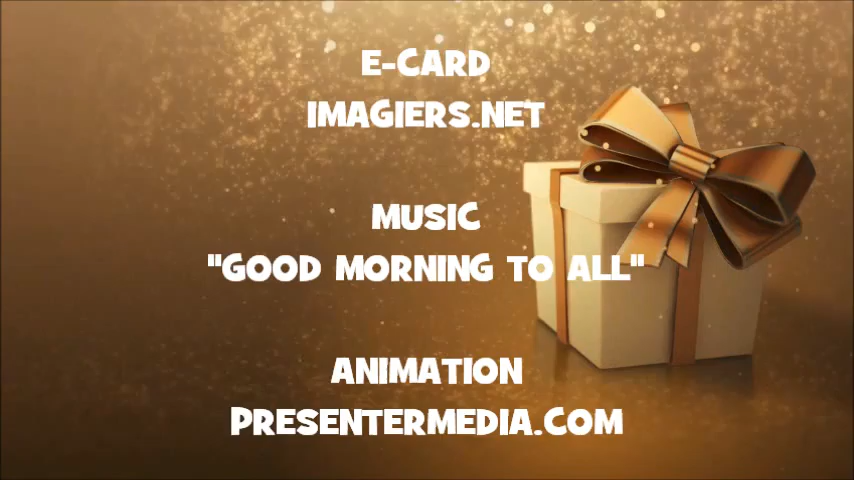 E-CARD
IMAGIERS.NET
MUSIC
"GOOD MORNING TO ALL"
ANIMATION
PRESENTERMEDIA.COM